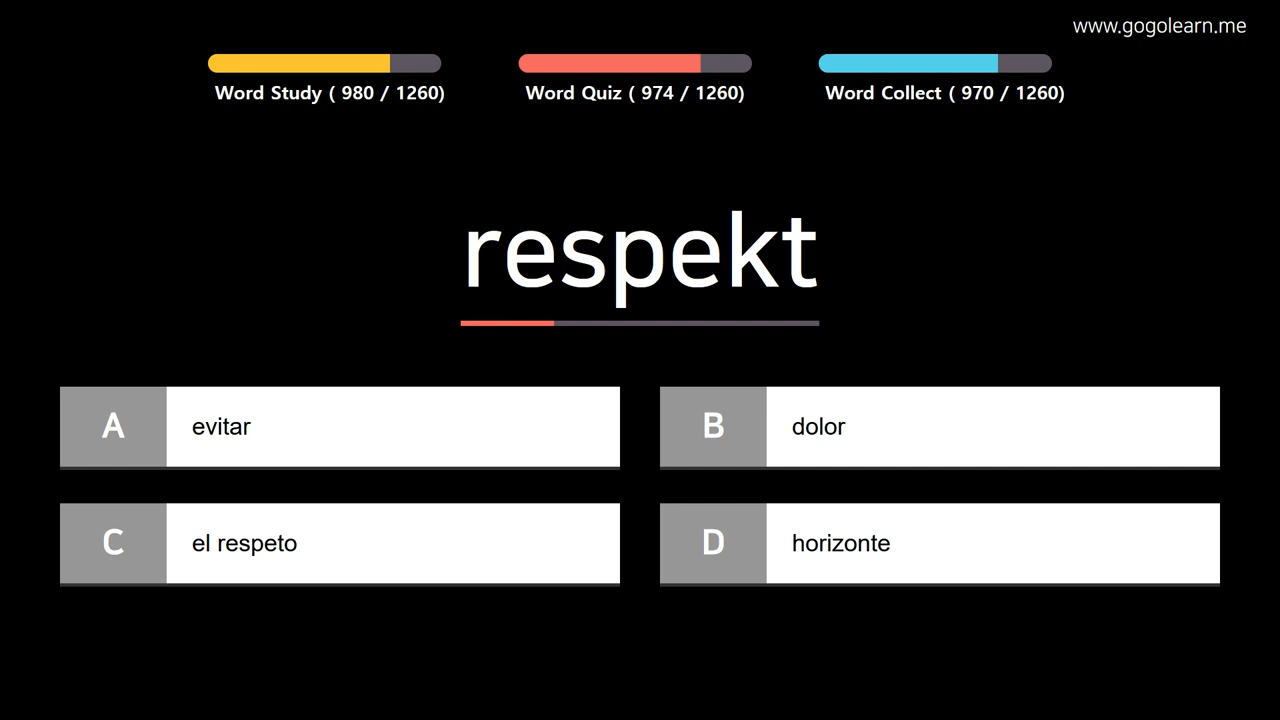 www.gogolearn.me
Word Study ( 980 / 1260)
Word Quiz ( 974 / 1260)
Word Collect ( 970 / 1260)
respekt
A
evitar
B
dolor
C
el respeto
D
horizonte